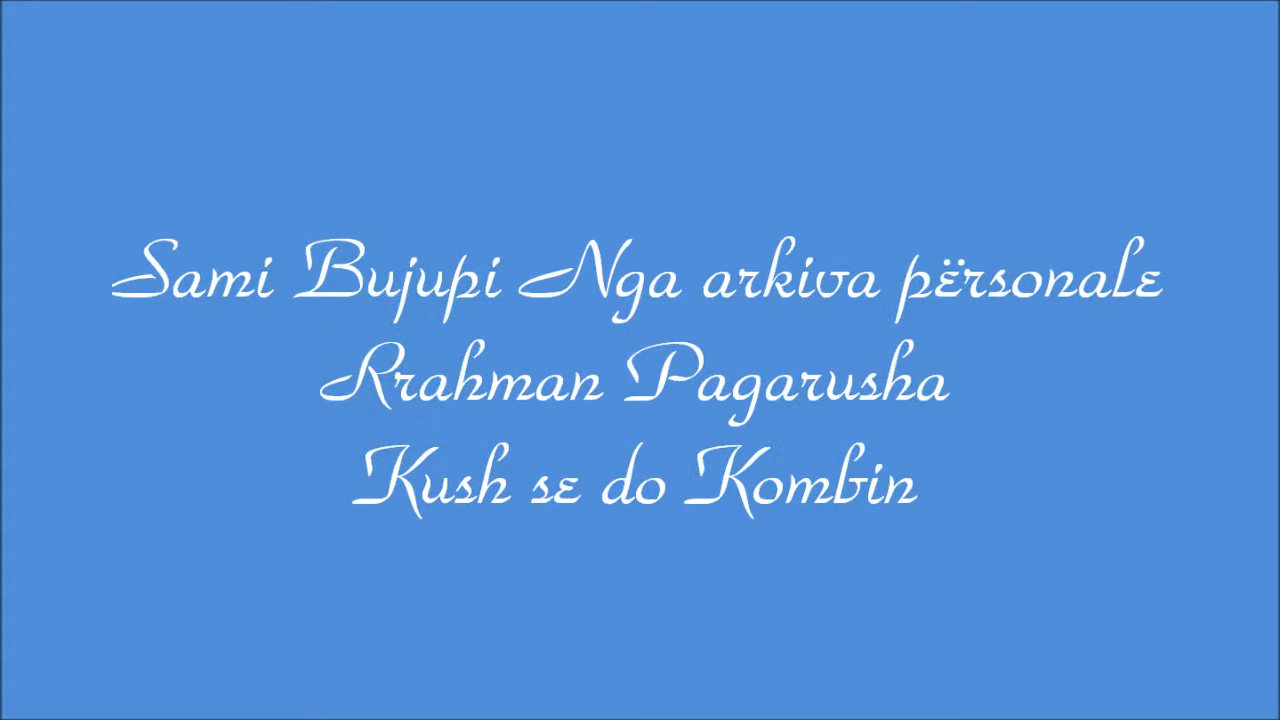 Sami Bujupi Nga arkiva përsonale
Rrahman Pagarusha
Kush se do Kombin